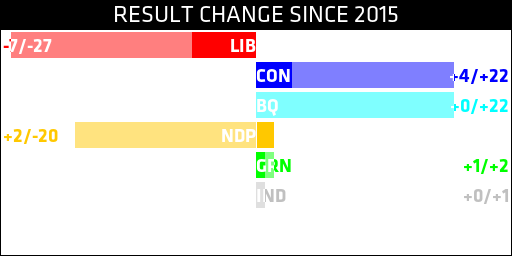 RESULT CHANGE SINCE 2015
-7/-27 LIB
CON +4/+22
BQ +0/+22
+2/-20 NDP
GRN +1/+2
IND +0/+1